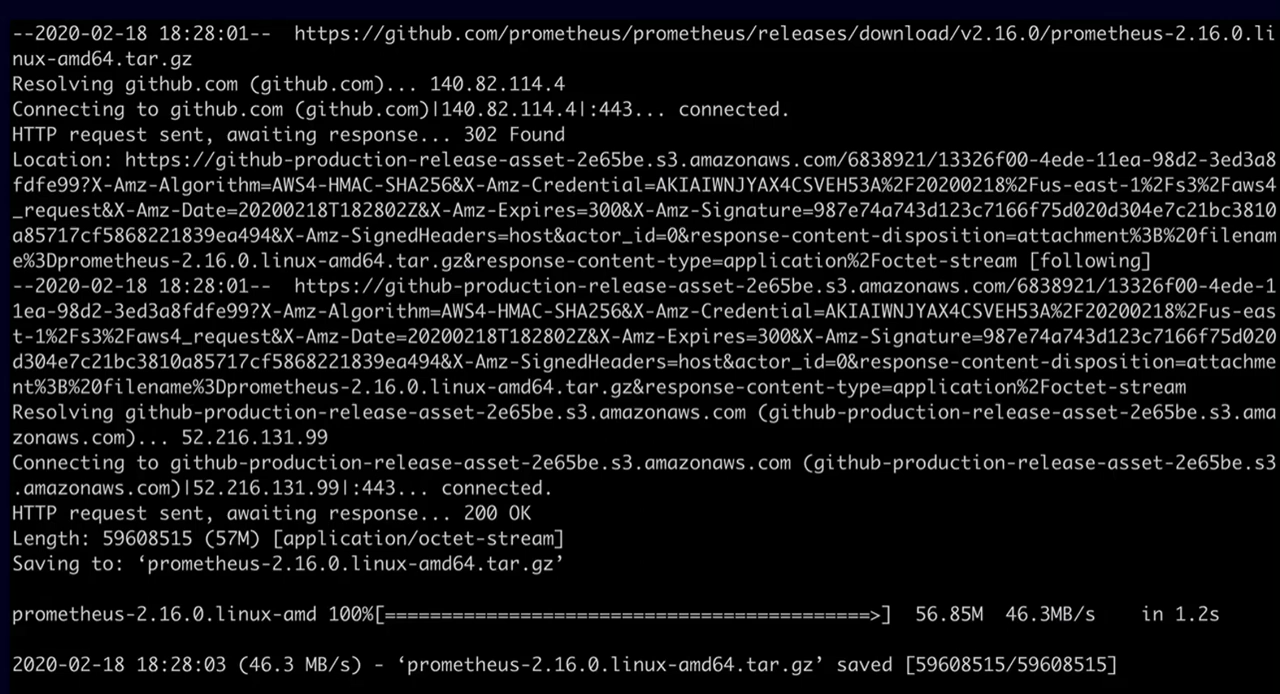 --2020-02-18 18:28:01--  https://github.com/prometheus/prometheus/releases/download/v2.16.0/prometheus-2.16.0.li
nux-amd64.tar.gz
Resolving github.com (github.com)... 140.82.114.4
Connecting to github.com (github.com)|140.82.114.4|:443... connected.
HTTP request sent, awaiting response... 302 Found
Location: https://github-production-release-asset-2e65be.s3.amazonaws.com/6838921/13326f00-4ede-11ea-98d2-3ed3a8
fdfe99?X-Amz-Algorithm=AWS4-HMAC-SHA256&X-Amz-Credential=AKIAIWNJYAX4CSVEH53A%2F20200218%2Fus-east-1%2Fs3%2Faws4
_request&X-Amz-Date=20200218T182802Z&X-Amz-Expires=300&X-Amz-Signature=987e74a743d123c7166f75d020d304e7c21bc3810
a85717cf5868221839ea494&X-Amz-SignedHeaders=host&actor_id=0&response-content-disposition=attachment%3B%20filenam
e%3Dprometheus-2.16.0.linux-amd64.tar.gz&response-content-type=application%2Foctet-stream [following]
--2020-02-18 18:28:01--  https://github-production-release-asset-2e65be.s3.amazonaws.com/6838921/13326f00-4ede-1
1ea-98d2-3ed3a8fdfe99?X-Amz-Algorithm=AWS4-HMAC-SHA256&X-Amz-Credential=AKIAIWNJYAX4CSVEH53A%2F20200218%2Fus-eas
t-1%2Fs3%2Faws4_request&X-Amz-Date=20200218T182802Z&X-Amz-Expires=300&X-Amz-Signature=987e74a743d123c7166f75d020
d304e7c21bc3810a85717cf5868221839ea494&X-Amz-SignedHeaders=host&actor_id=0&response-content-disposition=attachme
nt%3B%20filename%3Dprometheus-2.16.0.linux-amd64.tar.gz&response-content-type=application%2Foctet-stream
Resolving github-production-release-asset-2e65be.s3.amazonaws.com (github-production-release-asset-2e65be.s3.ama
zonaws.com)... 52.216.131.99
Connecting to github-production-release-asset-2e65be.s3.amazonaws.com (github-production-release-asset-2e65be.s3
.amazonaws.com)|52.216.131.99|:443... connected.
HTTP request sent, awaiting response... 200 OK
Length: 59608515 (57M) [application/octet-stream]
Saving to: ‘prometheus-2.16.0.linux-amd64.tar.gz’
prometheus-2.16.0.linux-amd 100%[===========================================>]  56.85M  46.3MB/s    in 1.2s
2020-02-18 18:28:03 (46.3 MB/s) - ‘prometheus-2.16.0.linux-amd64.tar.gz’ saved [59608515/59608515]